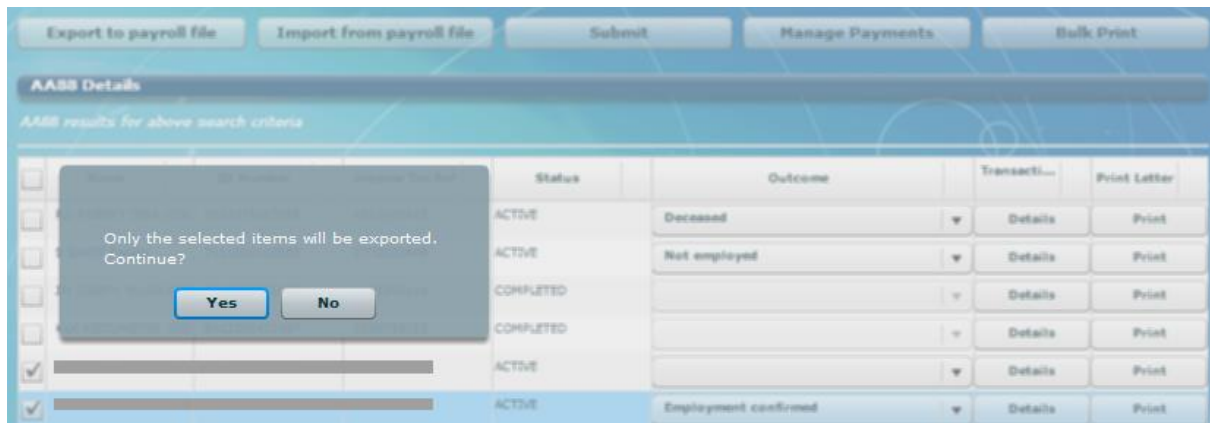 Export to payroll file
Import from payroll file
Submit
Manage Payments
Bulk Print
AA88 Details
AA88 results for above search criteria
Status
Outcome
Transacti...
Print Letter
ACTIVE
Deceased
Details
Print
ACTIVE
Not employed
Details
Print
COMPLETED
Details
Print
COMPLETED
Details
Print
ACTIVE
Details
Print
ACTIVE
Employment confirmed
Details
Print
Only the selected items will be exported.
Continue?
Yes
No